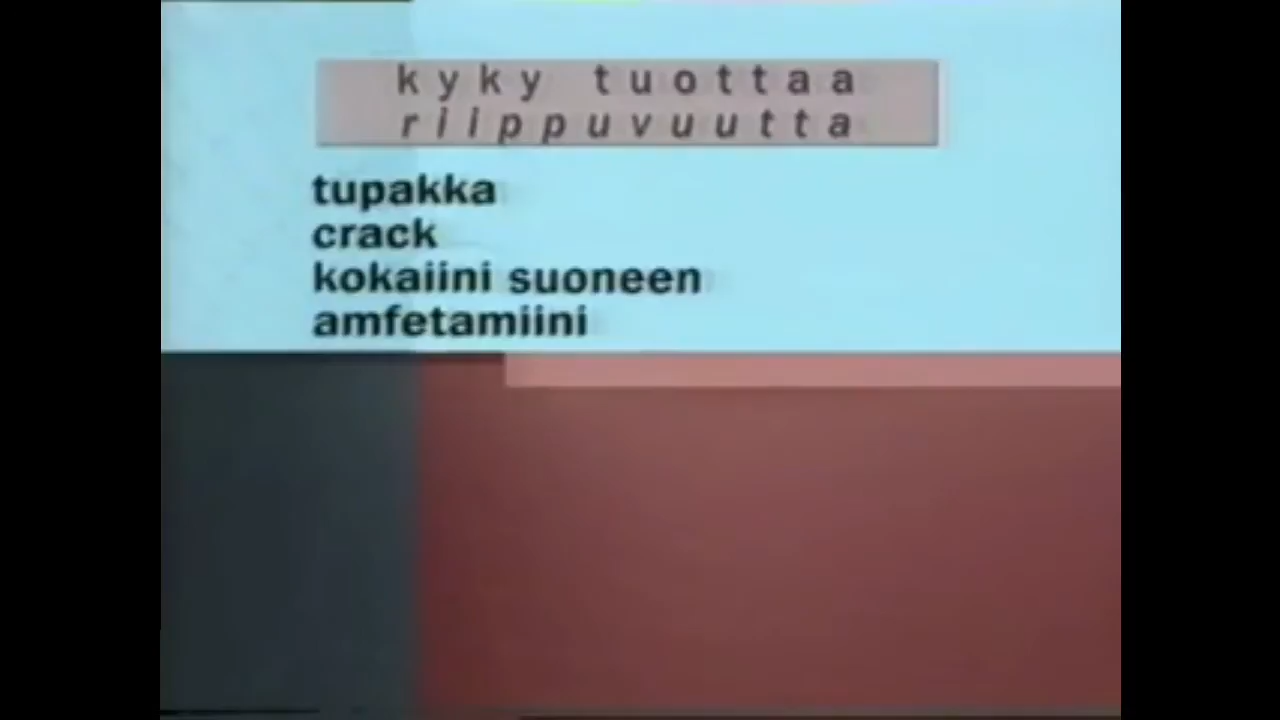 kyky tuottaa
riippuvuutta
tupakka
crack
kokaiini suoneen
amfetamiini